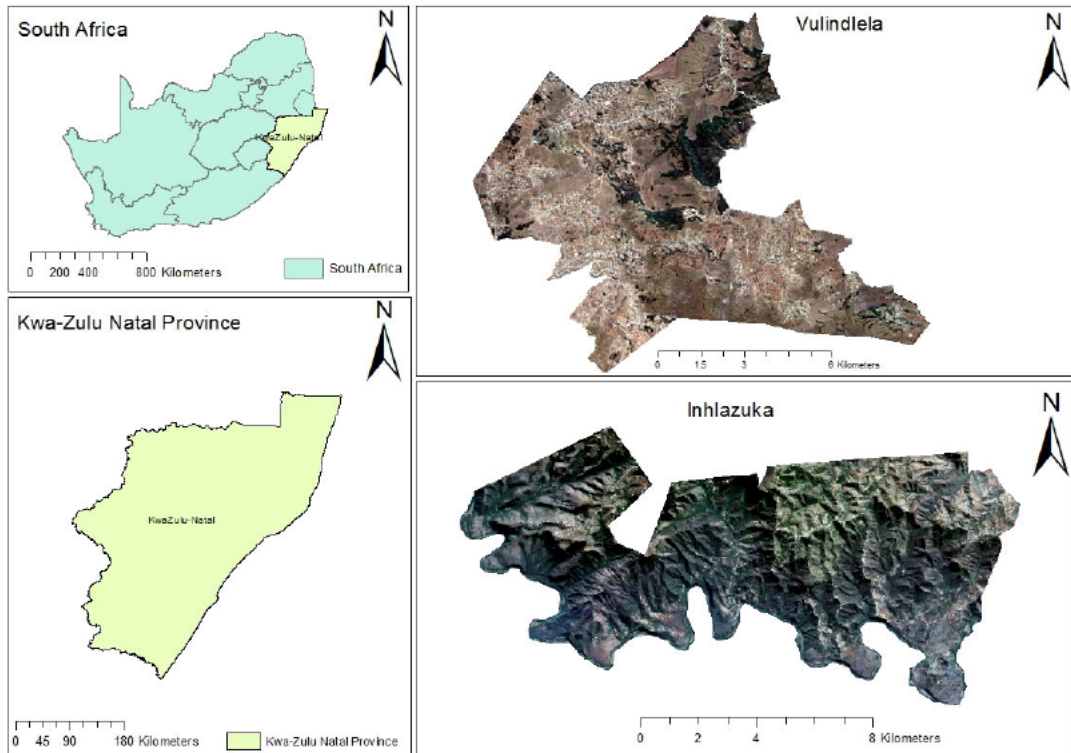 South Africa
N
KwaZulu-Natal
0 200 400 800 Kilometers
South Africa
Kwa-Zulu Natal Province
N
KwaZulu-Natal
0 45 90 180 Kilometers
Kwa-Zulu Natal Province
Vulindlela
N
0 1.5 3 6 Kilometers
Inhlazuka
N
0 2 4 8 Kilometers